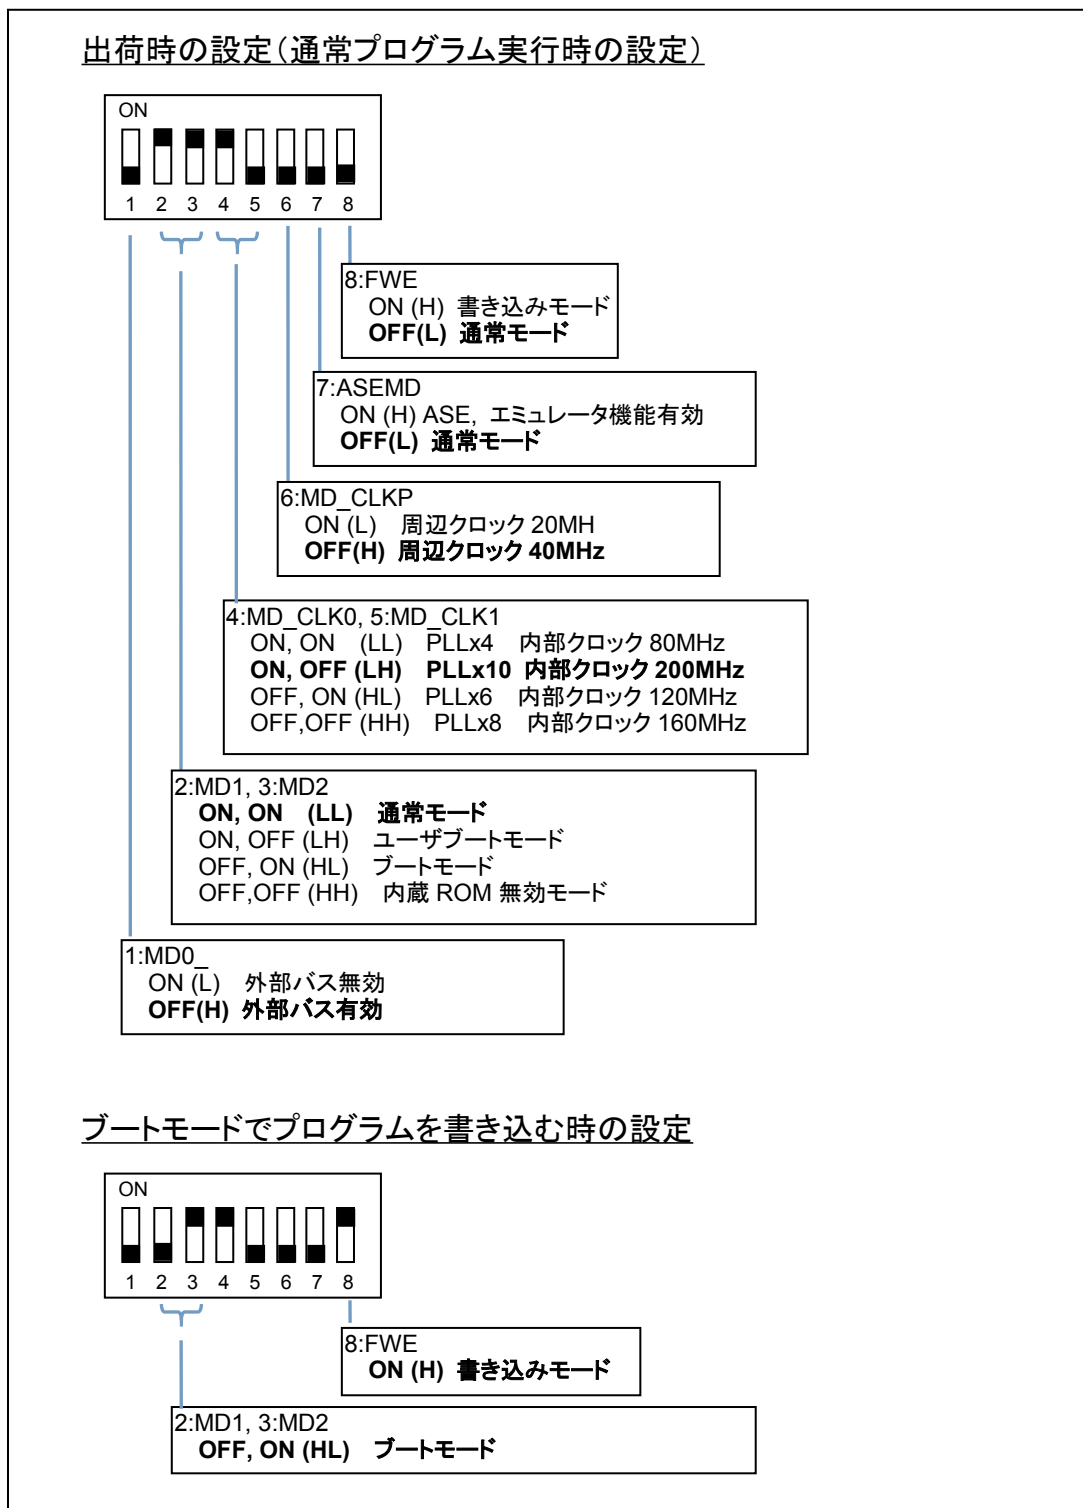 出荷時の設定(通常プログラム実行時の設定)
ON
1 2 3 4 5 6 7 8
8:FWE
ON (H) 書き込みモード
OFF(L) 通常モード
7:ASEMD
ON (H) ASE, エミュレータ機能有効
OFF(L) 通常モード
6:MD_CLKP
ON (L) 周辺クロック 20MH
OFF(H) 周辺クロック 40MHz
4:MD_CLK0, 5:MD_CLK1
ON, ON (LL) PLLx4 内部クロック 80MHz
ON, OFF (LH) PLLx10 内部クロック 200MHz
OFF, ON (HL) PLLx6 内部クロック 120MHz
OFF,OFF (HH) PLLx8 内部クロック 160MHz
2:MD1, 3:MD2
ON, ON (LL) 通常モード
ON, OFF (LH) ユーザブートモード
OFF, ON (HL) ブートモード
OFF,OFF (HH) 内蔵 ROM 無効モード
1:MD0_
ON (L) 外部バス無効
OFF(H) 外部バス有効
ブートモードでプログラムを書き込む時の設定
ON
1 2 3 4 5 6 7 8
8:FWE
ON (H) 書き込みモード
2:MD1, 3:MD2
OFF, ON (HL) ブートモード